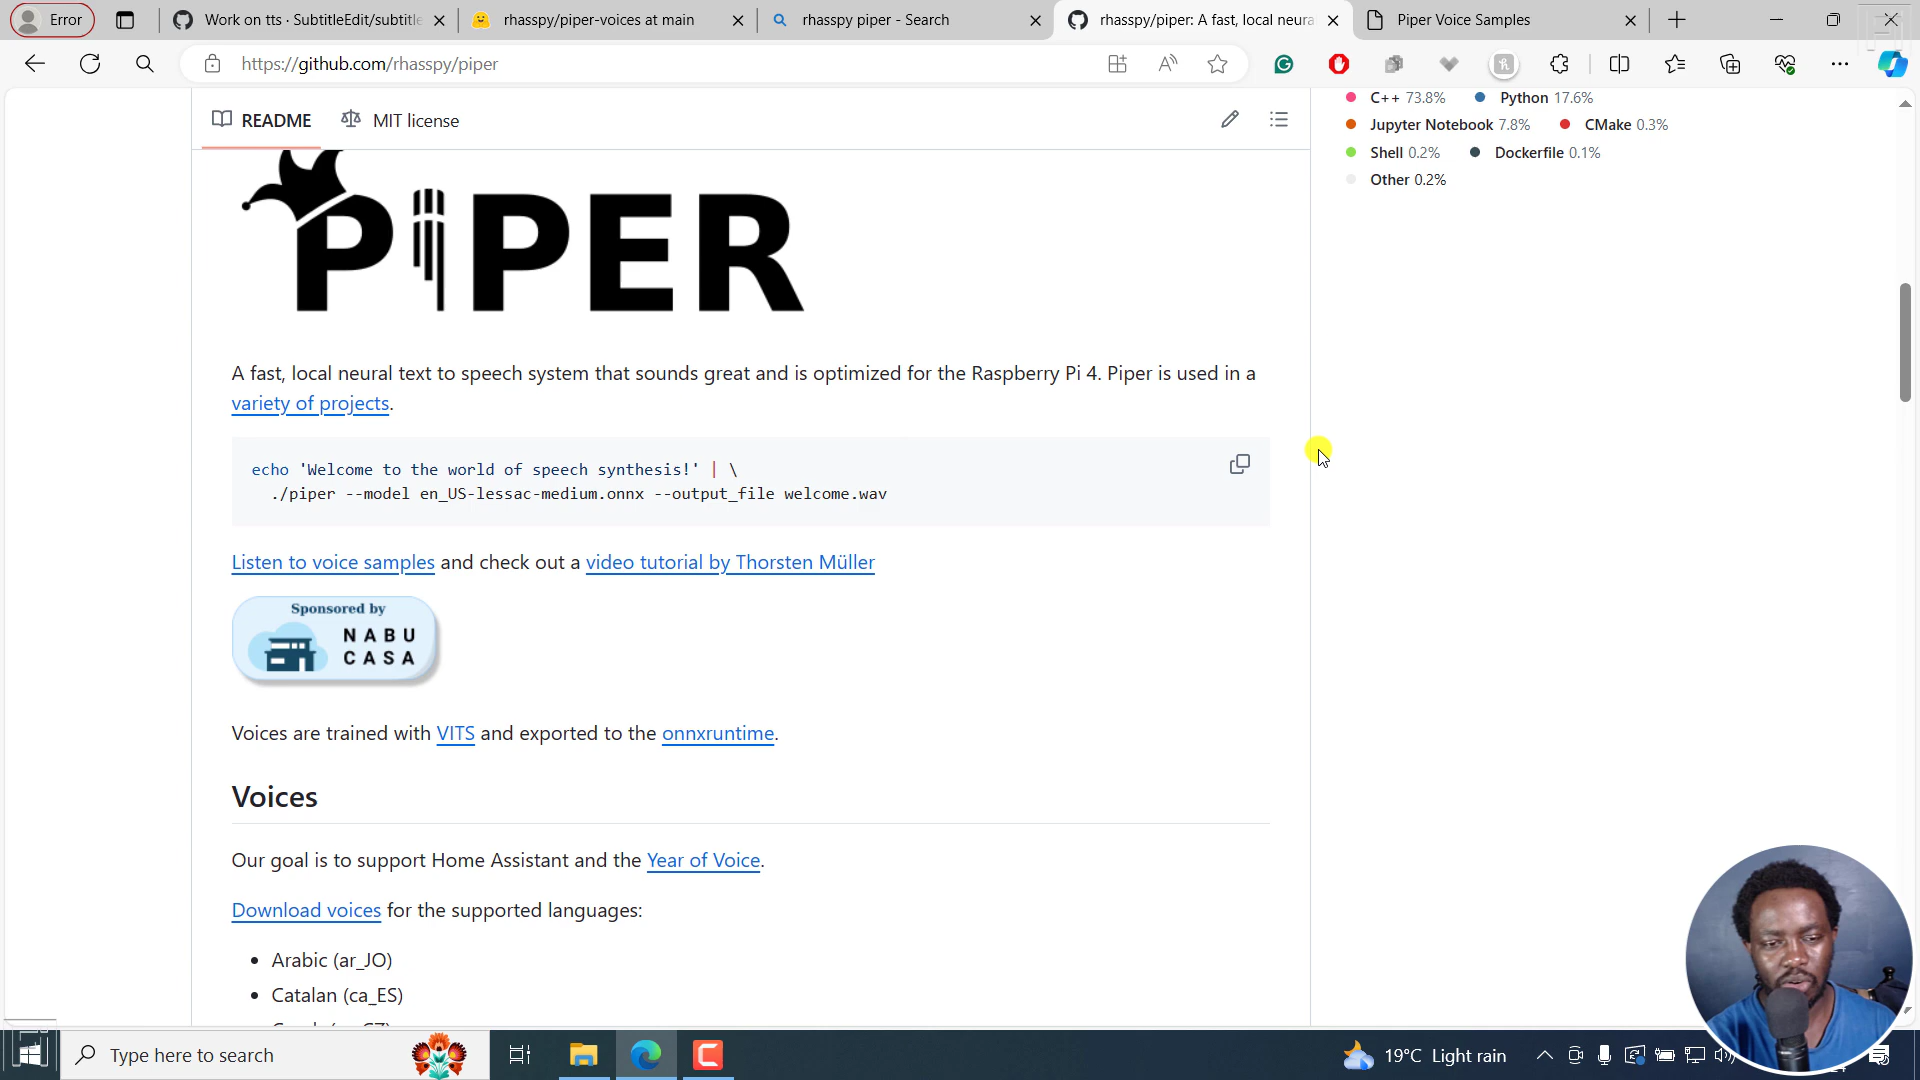 Error
Work on tts · SubtitleEdit/subtitle
rhasspy/piper-voices at main
rhasspy piper - Search
rhasspy/piper: A fast, local neura
Piper Voice Samples
https://github.com/rhasspy/piper
README
MIT license
C++ 73.8%
Python 17.6%
Jupyter Notebook 7.8%
CMake 0.3%
Shell 0.2%
Dockerfile 0.1%
Other 0.2%
PIPER
A fast, local neural text to speech system that sounds great and is optimized for the Raspberry Pi 4. Piper is used in a
variety of projects.
echo 'Welcome to the world of speech synthesis!' | \
./piper --model en_US-lessac-medium.onnx --output_file welcome.wav
Listen to voice samples and check out a video tutorial by Thorsten Müller
Sponsored by
NABU
CASA
Voices are trained with VITS and exported to the onnxruntime.
Voices
Our goal is to support Home Assistant and the Year of Voice.
Download voices for the supported languages:
• Arabic (ar_JO)
• Catalan (ca_ES)
Type here to search
19°C Light rain